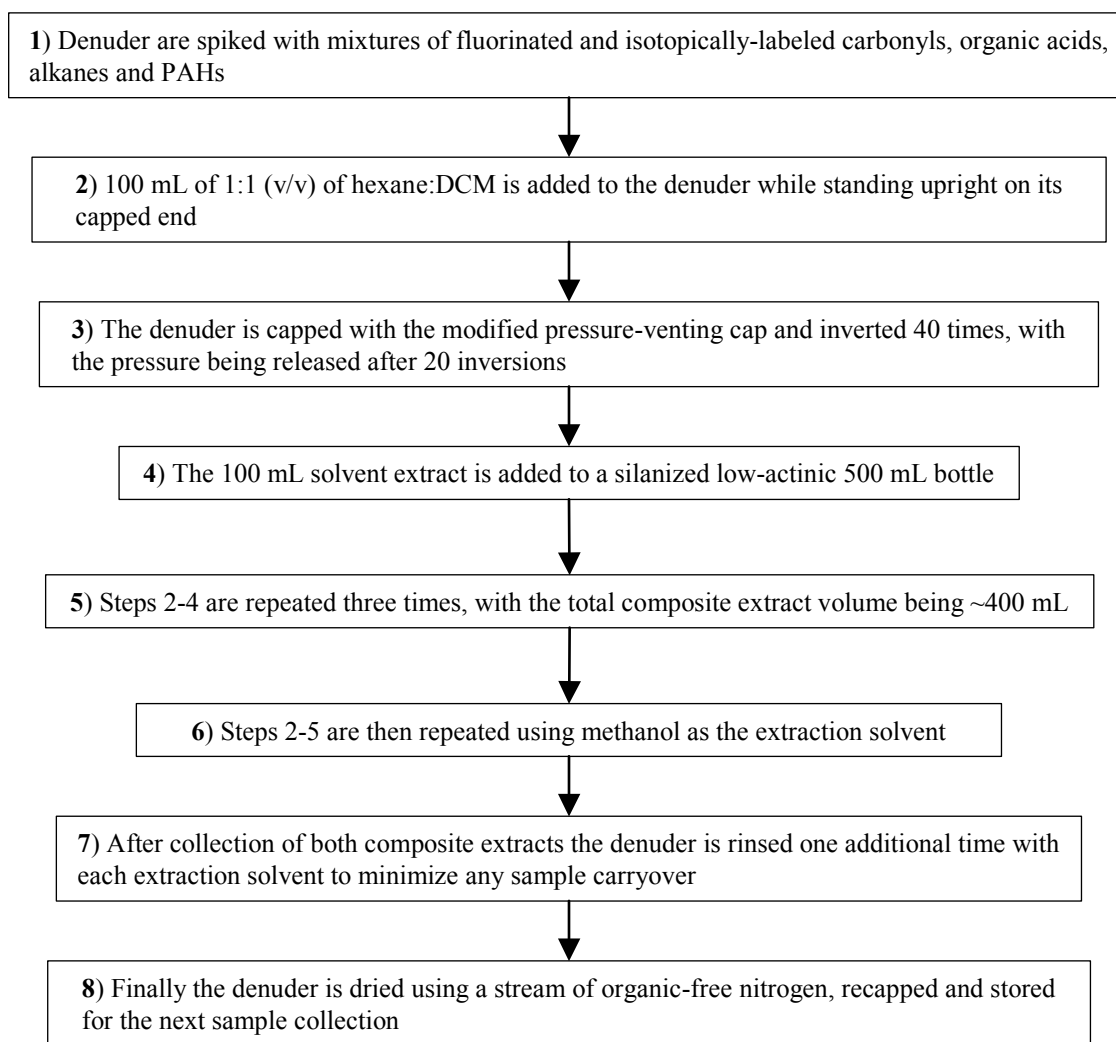 1) Denuder are spiked with mixtures of fluorinated and isotopically-labeled carbonyls, organic acids,
alkanes and PAHs
2) 100 mL of 1:1 (v/v) of hexane:DCM is added to the denuder while standing upright on its
capped end
3) The denuder is capped with the modified pressure-venting cap and inverted 40 times, with
the pressure being released after 20 inversions
4) The 100 mL solvent extract is added to a silanized low-actinic 500 mL bottle
5) Steps 2-4 are repeated three times, with the total composite extract volume being ~400 mL
6) Steps 2-5 are then repeated using methanol as the extraction solvent
7) After collection of both composite extracts the denuder is rinsed one additional time with
each extraction solvent to minimize any sample carryover
8) Finally the denuder is dried using a stream of organic-free nitrogen, recapped and stored
for the next sample collection